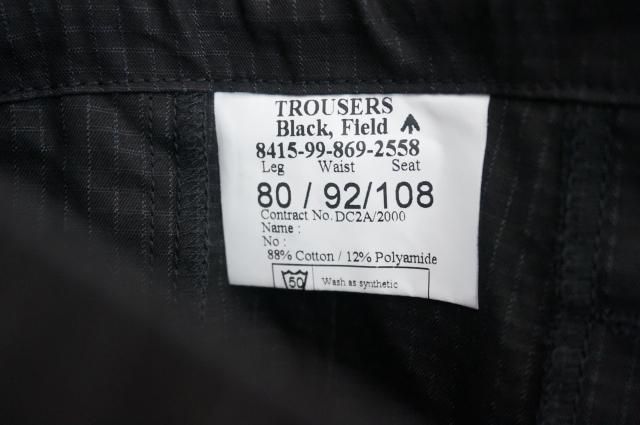 TROUSERS
Black, Field
8415-99-869-2558
Leg Waist Seat
80 / 92/108
Contract No. DC2A/2000
Name :
No :
88% Cotton / 12% Polyamide
50 Wash as synthetic